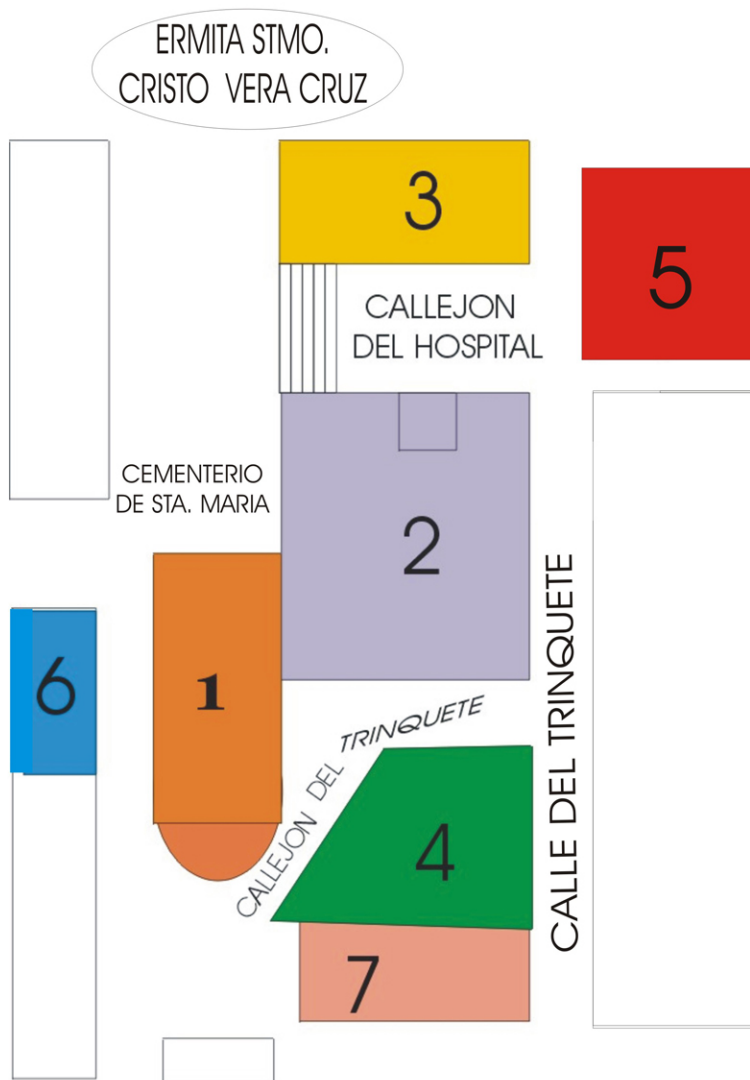 ERMITA STMO.
CRISTO VERA CRUZ
3
5
CALLEJON
DEL HOSPITAL
CEMENTERIO
DE STA. MARIA
2
6
1
CALLEJON DEL TRINQUETE
CALLE DEL TRINQUETE
4
7